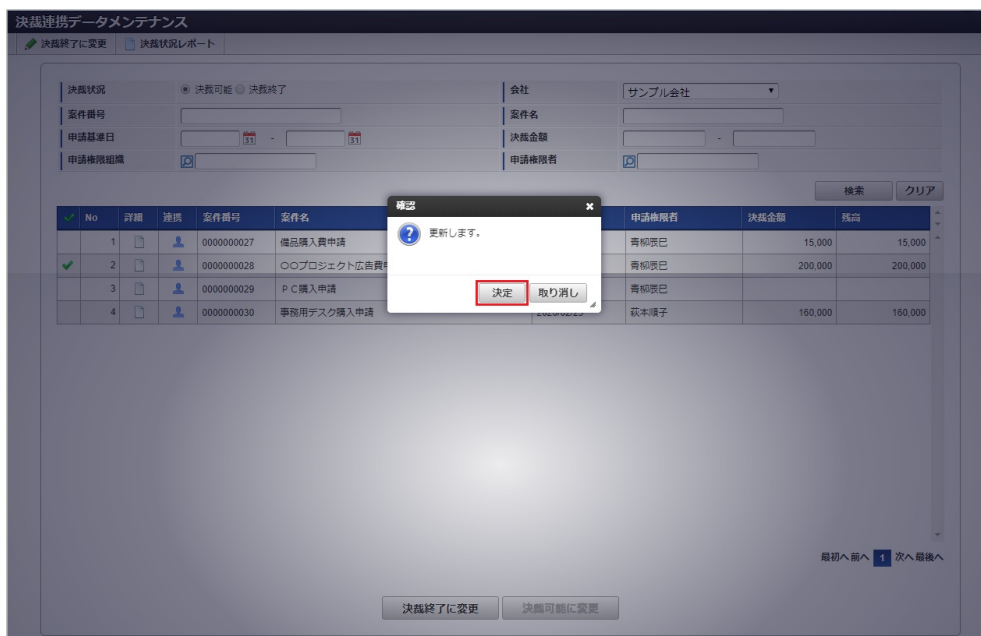 決裁連携データメンテナンス
決裁終了に変更 決裁状況レポート
決裁状況 決裁可能 決裁終了 会社 サンプル会社
案件番号 案件名
申請基準日 31 - 31 決裁金額 -
申請権限組織 申請権限者
検索 クリア
No 詳細 連携 案件番号 案件名 申請権限者 決裁金額 残高
1 0000000027 備品購入費申請 青柳辰巳 15,000 15,000
2 0000000028 〇〇プロジェクト広告費申 青柳辰巳 200,000 200,000
3 0000000029 PC購入申請 青柳辰巳
4 0000000030 事務用デスク購入申請 萩本順子 160,000 160,000
確認
更新します。
決定 取り消し
最初へ 前へ 1 次へ 最後へ
決裁終了に変更 決裁可能に変更